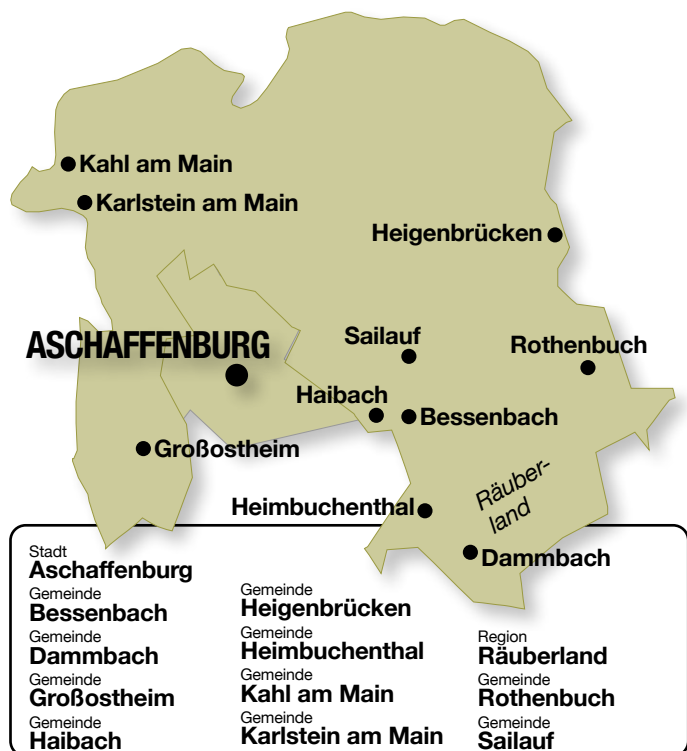 Kahl am Main
Karlstein am Main
Heigenbrücken
ASCHAFFENBURG
Sailauf
Rothenbuch
Haibach
Bessenbach
Großostheim
Räuber-
land
Heimbuchenthal
Dammbach
Stadt
Aschaffenburg
Gemeinde
Bessenbach
Gemeinde
Dammbach
Gemeinde
Großostheim
Gemeinde
Haibach
Gemeinde
Heigenbrücken
Gemeinde
Heimbuchenthal
Gemeinde
Kahl am Main
Gemeinde
Karlstein am Main
Region
Räuberland
Gemeinde
Rothenbuch
Gemeinde
Sailauf